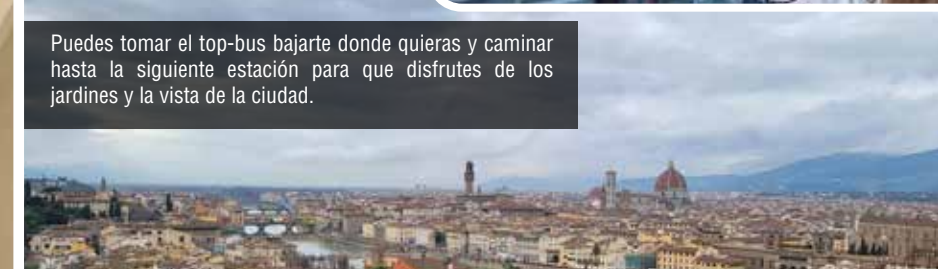 Puedes tomar el top-bus bajarte donde quieras y caminar
hasta la siguiente estación para que disfrutes de los
jardines y la vista de la ciudad.